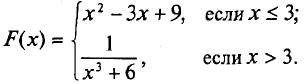 F(x) = { x² − 3x + 9, если x ≤ 3;
1/(x³ + 6), если x > 3.